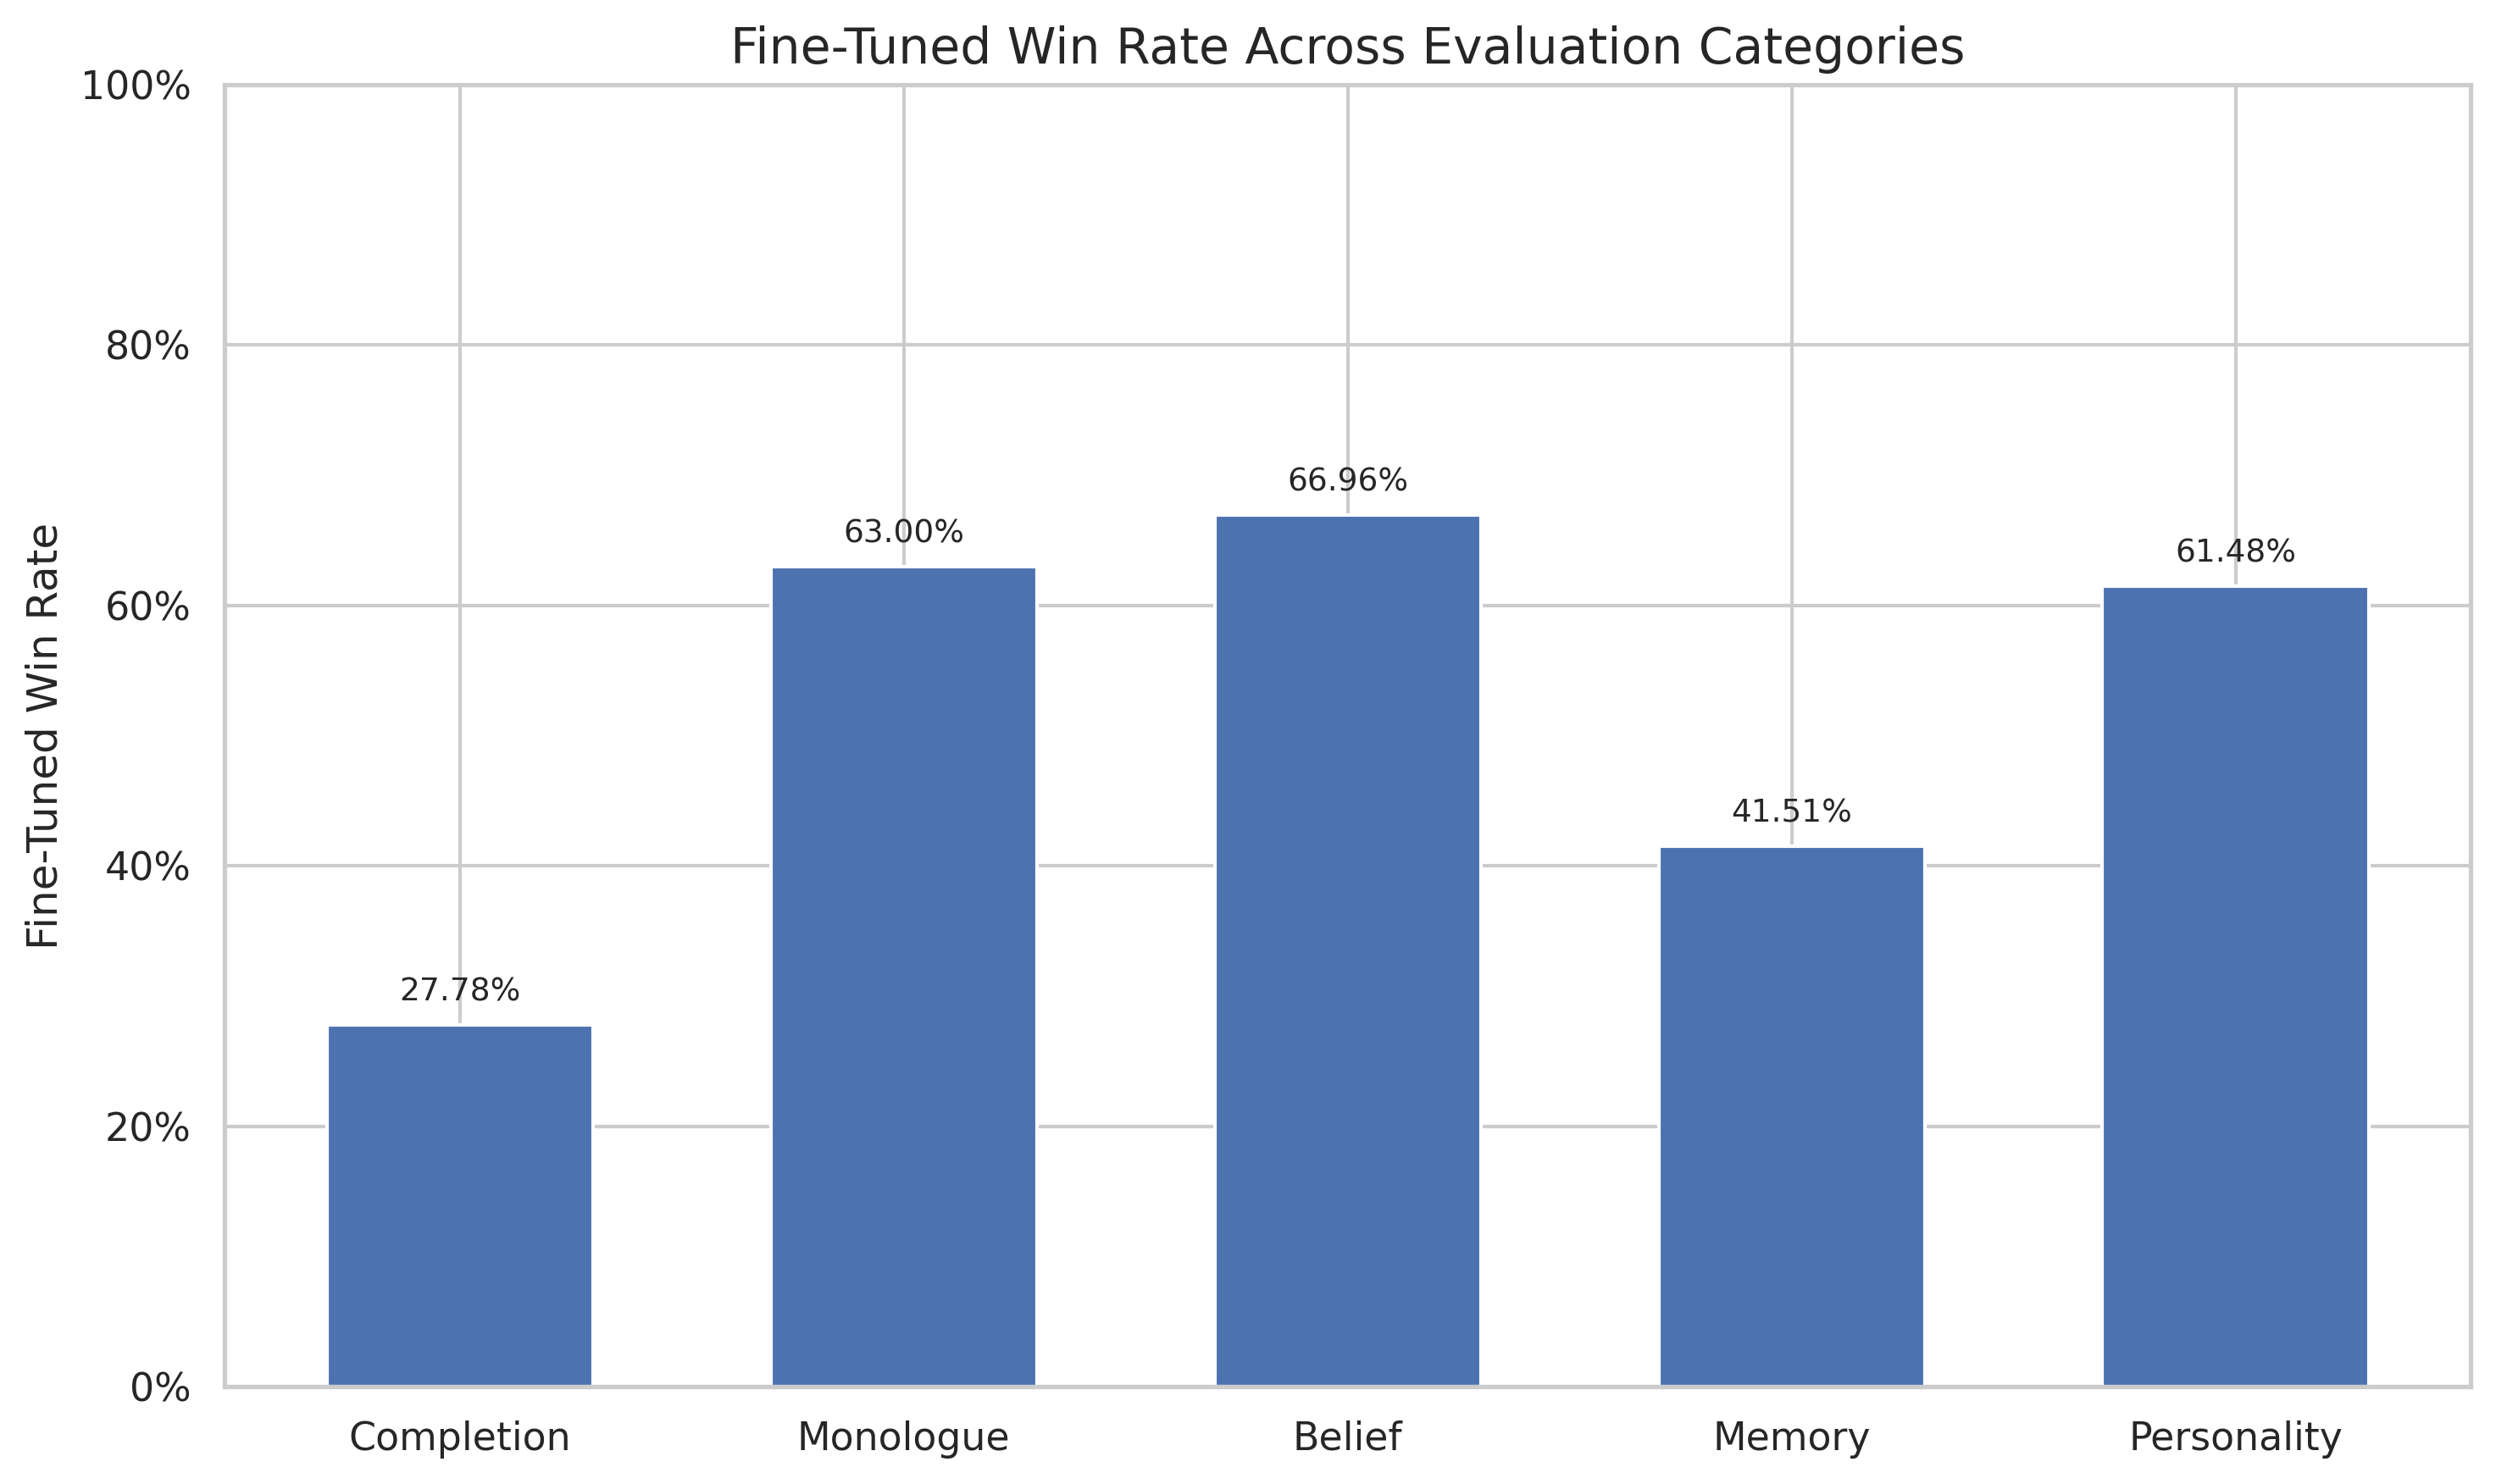 Fine-Tuned Win Rate Across Evaluation Categories
100%
80%
60%
40%
20%
0%
Fine-Tuned Win Rate
27.78%
63.00%
66.96%
41.51%
61.48%
Completion
Monologue
Belief
Memory
Personality